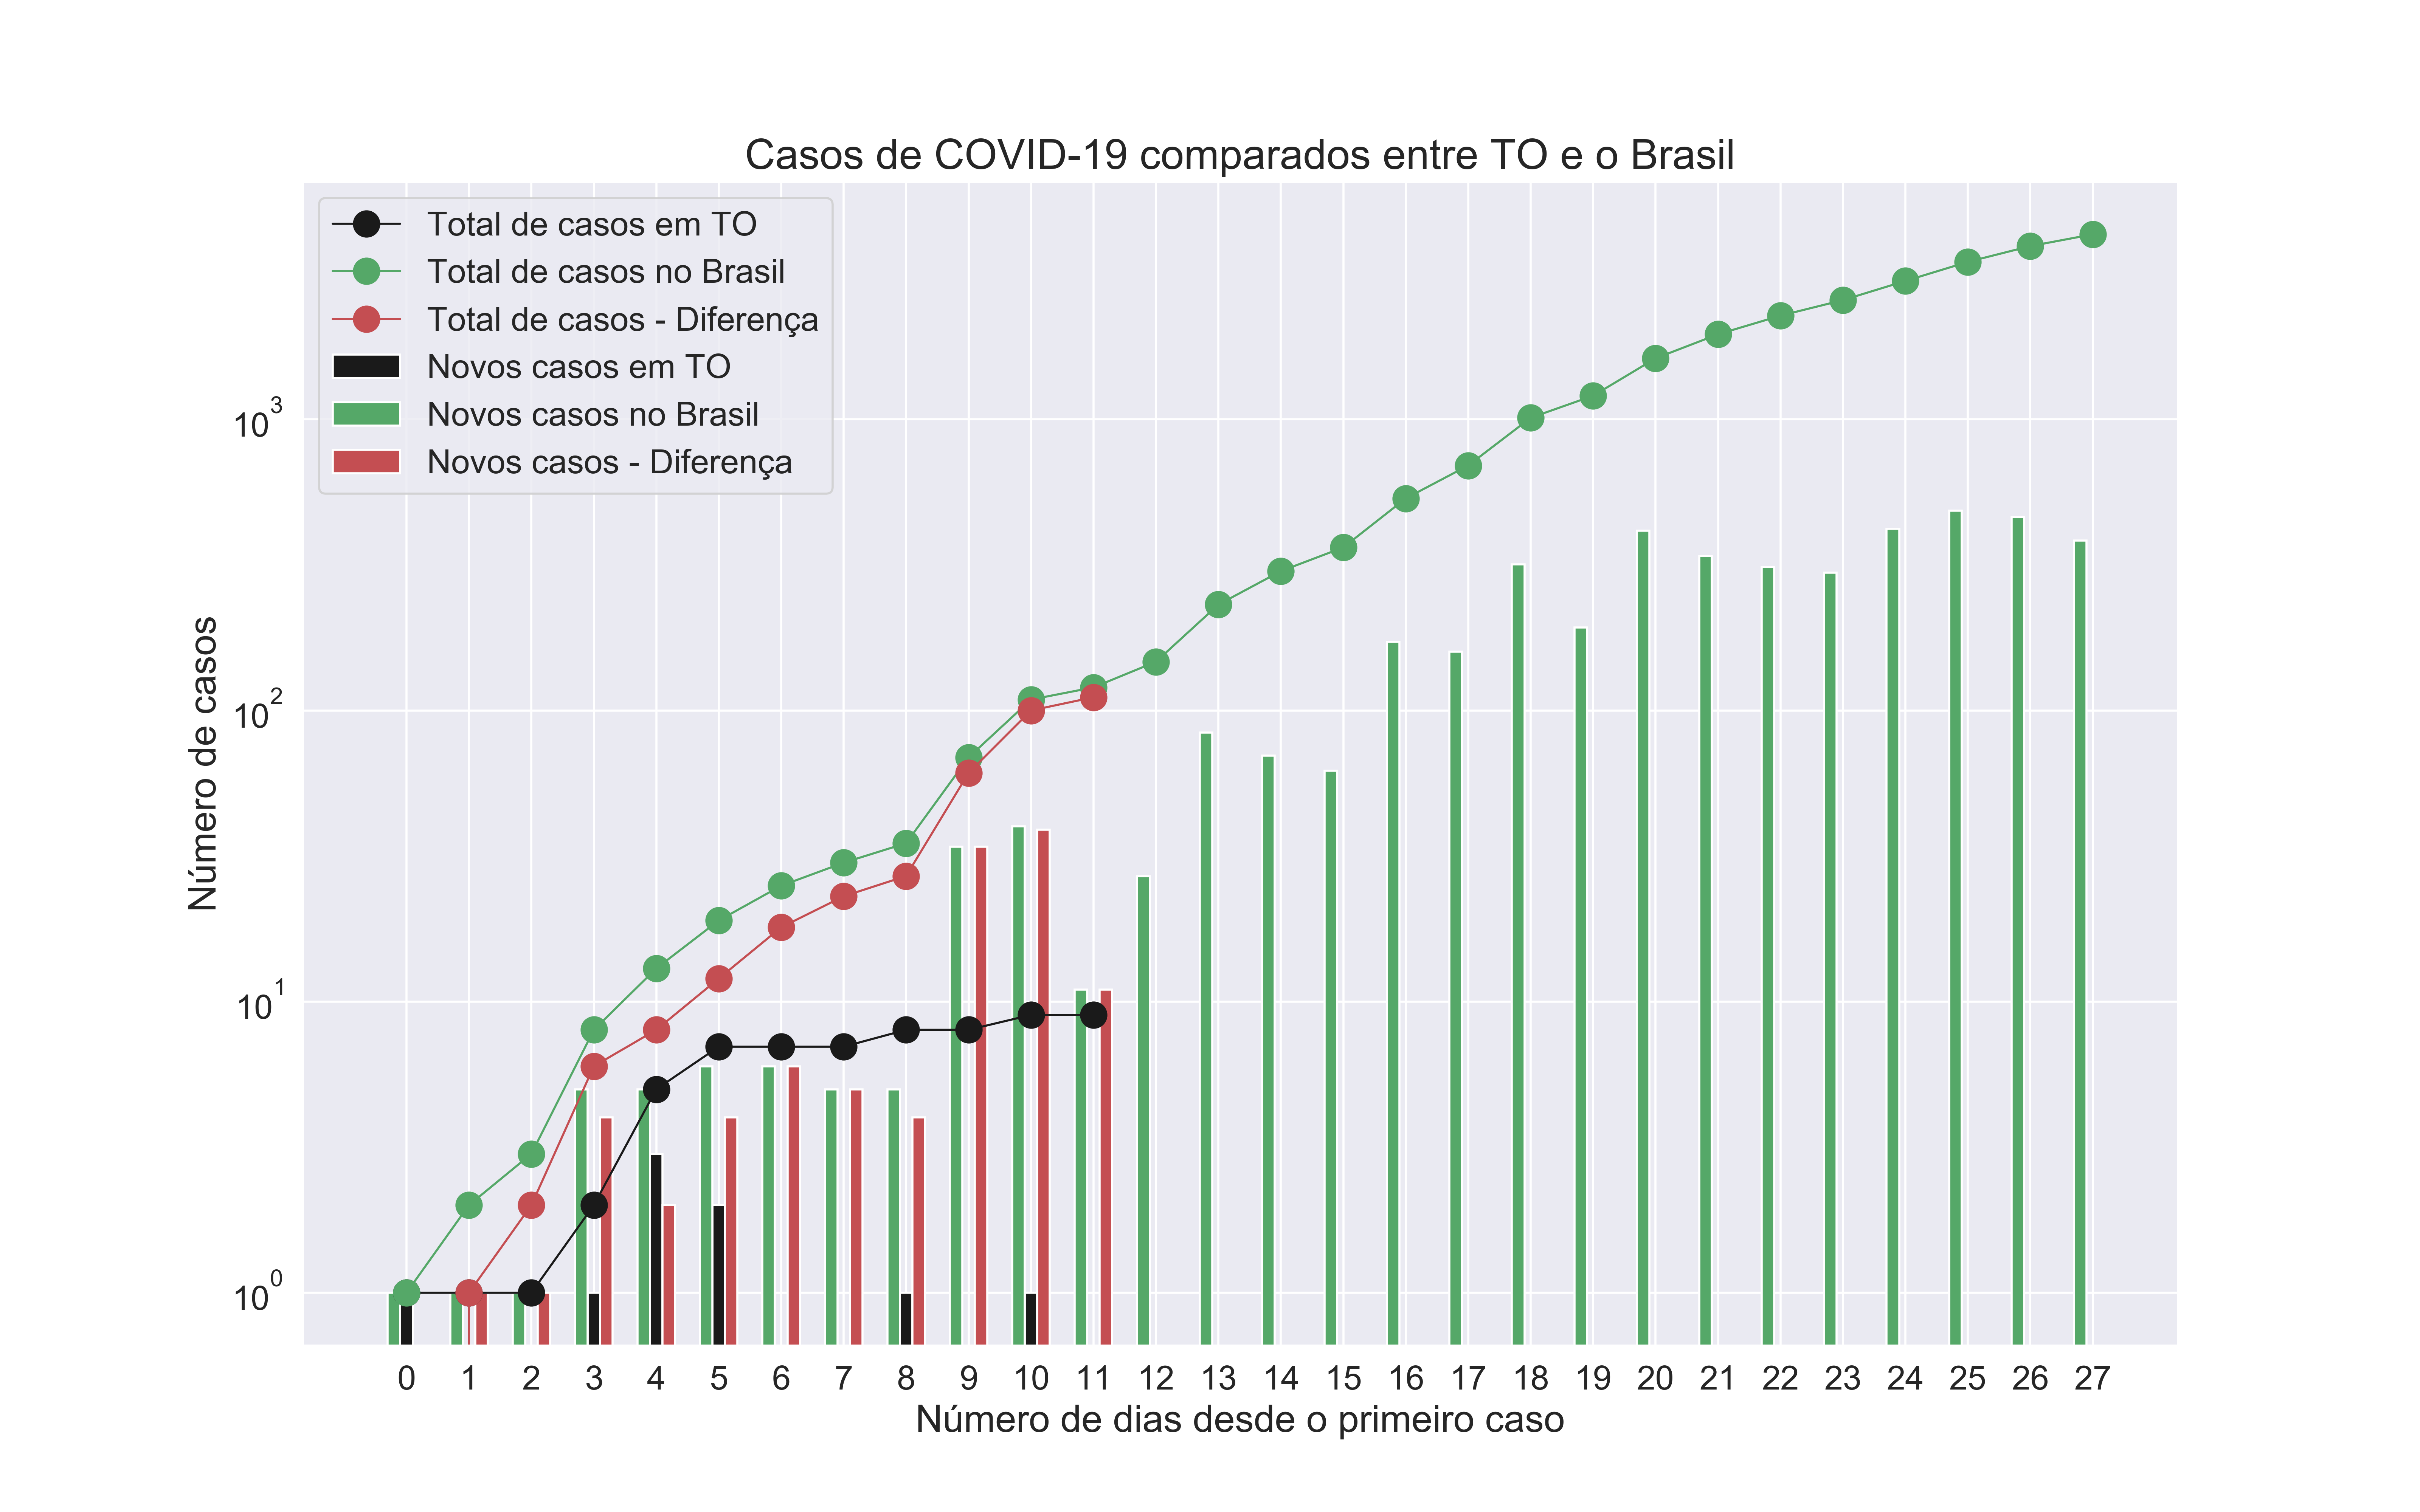 Casos de COVID-19 comparados entre TO e o Brasil
Total de casos em TO
Total de casos no Brasil
Total de casos - Diferença
Novos casos em TO
Novos casos no Brasil
Novos casos - Diferença
Número de casos
10³
10²
10¹
10⁰
0 1 2 3 4 5 6 7 8 9 10 11 12 13 14 15 16 17 18 19 20 21 22 23 24 25 26 27
Número de dias desde o primeiro caso